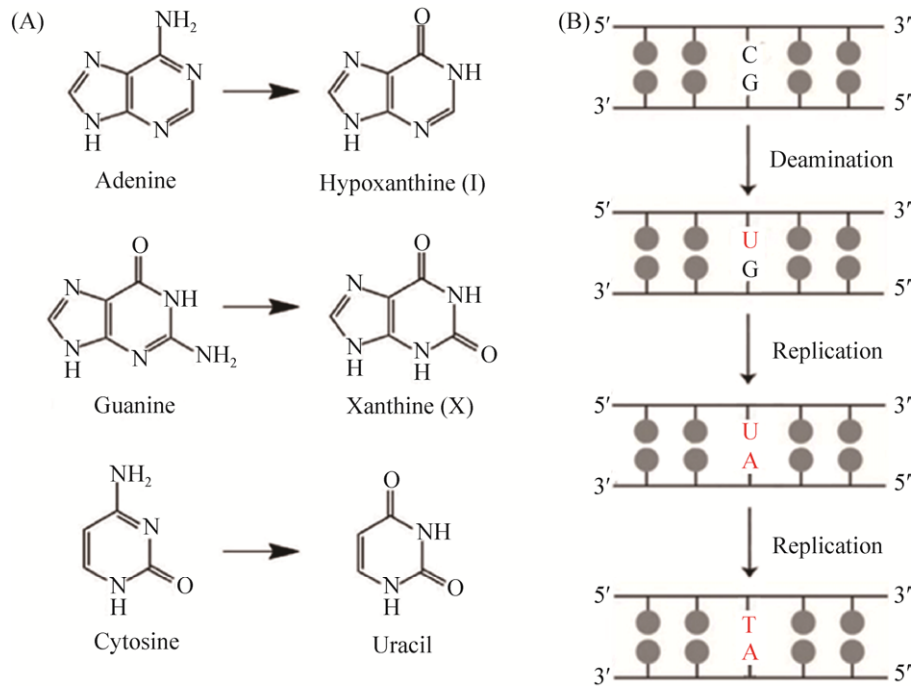 (A)
NH₂
N
N
N
N
H
Adenine
O
N
NH
N
N
H
Hypoxanthine (I)
O
N
NH
N
N
NH₂
H
Guanine
O
N
NH
N
N
O
H
H
Xanthine (X)
NH₂
N
N
O
H
Cytosine
O
NH
N
O
H
Uracil
(B)
5′ 3′
C
G
3′ 5′
Deamination
5′ 3′
U
G
3′ 5′
Replication
5′ 3′
U
A
3′ 5′
Replication
5′ 3′
T
A
3′ 5′